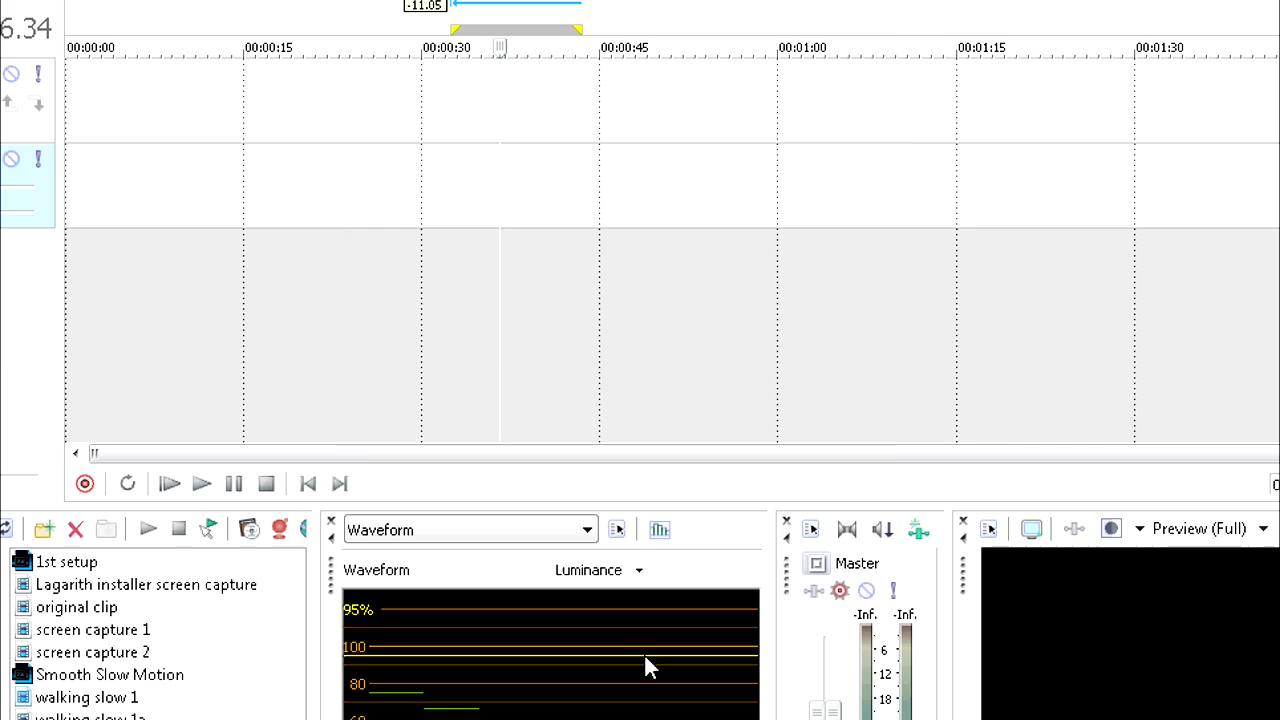 -11.05
6.34
00:00:00 00:00:15 00:00:30 00:00:45 00:01:00 00:01:15 00:01:30
Waveform
Preview (Full)
Waveform Luminance
Master
1st setup
Lagarith installer screen capture
original clip
screen capture 1
screen capture 2
Smooth Slow Motion
walking slow 1
walking slow 1a
95%
100
80
-Inf. -Inf.
6
12
18